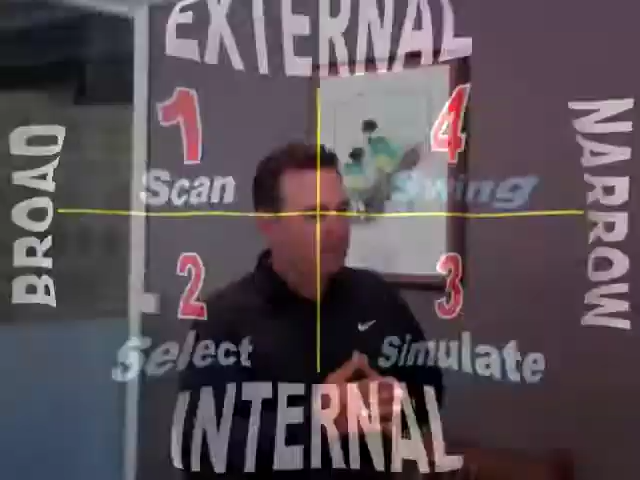 EXTERNAL
1 4
Scan Swing
BROAD NARROW
2 3
Select Simulate
INTERNAL